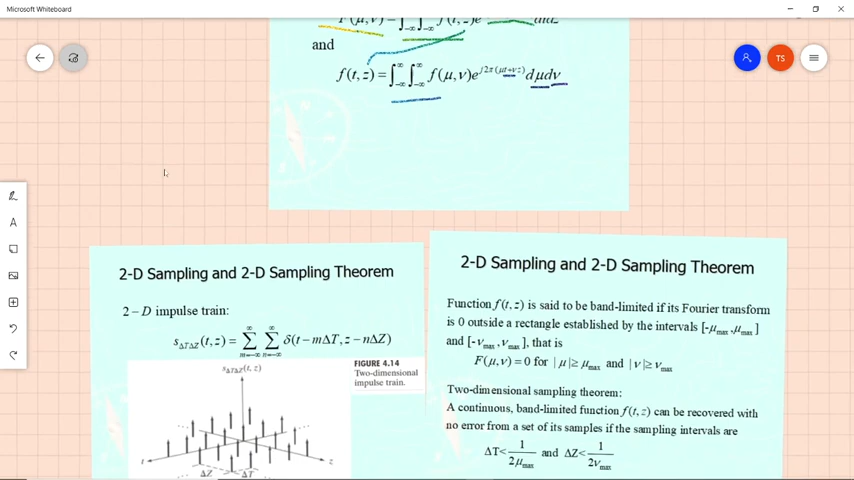 Microsoft Whiteboard
TS
F(μ,ν) = ∫_{-∞}^{∞} ∫_{-∞}^{∞} f(t,z)e
and
f(t,z) = ∫_{-∞}^{∞} ∫_{-∞}^{∞} f(μ,ν)e^{j2π(μt+νz)} dμdν
2-D Sampling and 2-D Sampling Theorem
2 – D impulse train:
s_{ΔTΔZ}(t,z) = ∑_{m=-∞}^{∞} ∑_{n=-∞}^{∞} δ(t − mΔT, z − nΔZ)
FIGURE 4.14
Two-dimensional
impulse train.
s_{ΔTΔZ}(t, z)
t
z
ΔZ
ΔT
2-D Sampling and 2-D Sampling Theorem
Function f(t,z) is said to be band-limited if its Fourier transform
is 0 outside a rectangle established by the intervals [-μ_max,μ_max]
and [-ν_max,ν_max], that is
F(μ,ν) = 0 for | μ |≥ μ_max and | ν |≥ ν_max
Two-dimensional sampling theorem:
A continuous, band-limited function f(t,z) can be recovered with
no error from a set of its samples if the sampling intervals are
ΔT< 1/2μ_max and ΔZ< 1/2ν_max